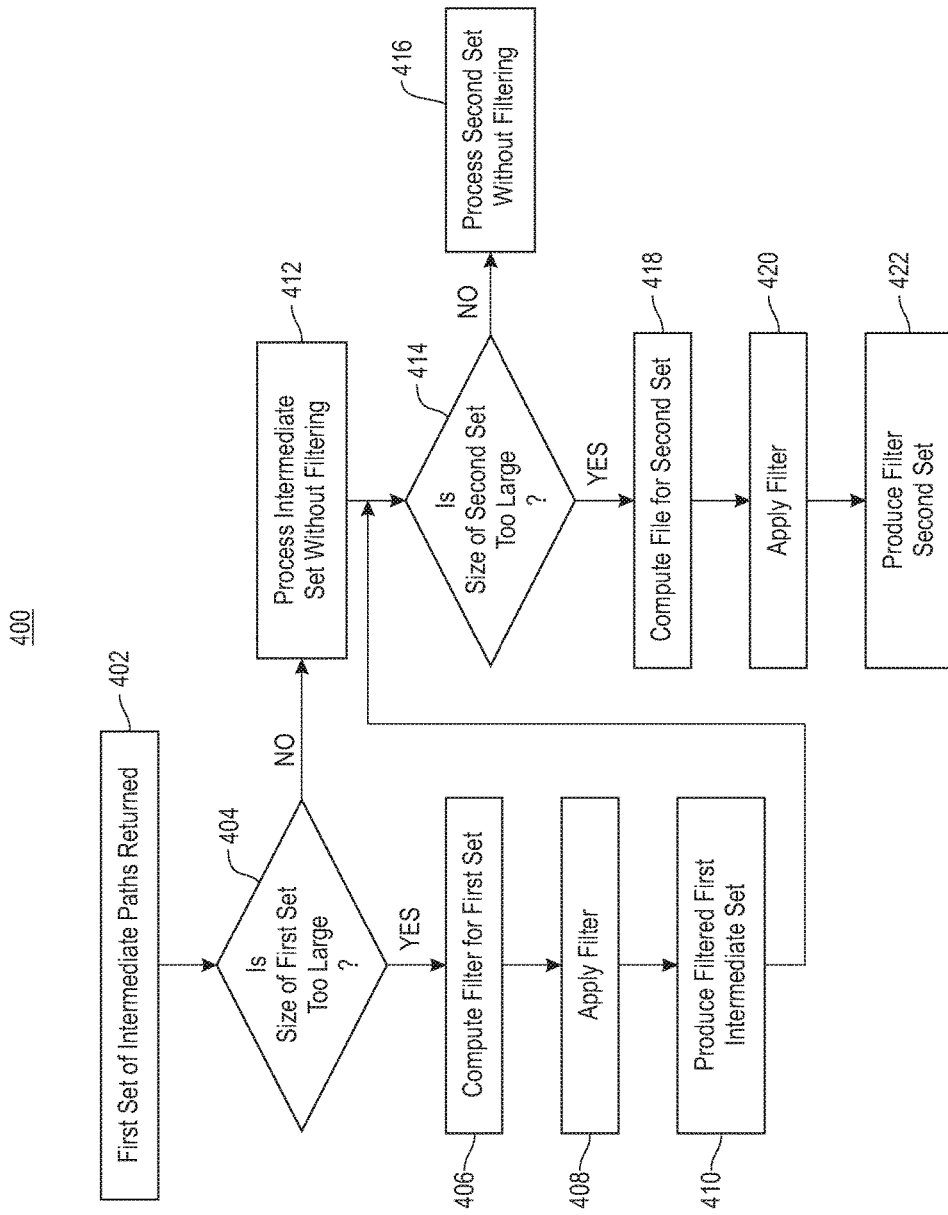 400
402
First Set of Intermediate Paths Returned
404
Is
Size of First Set
Too Large
?
NO
YES
406
Compute Filter for First Set
408
Apply Filter
410
Produce Filtered First
Intermediate Set
412
Process Intermediate
Set Without Filtering
414
Is
Size of Second Set
Too Large
?
NO
YES
416
Process Second Set
Without Filtering
418
Compute File for Second Set
420
Apply Filter
422
Produce Filter
Second Set